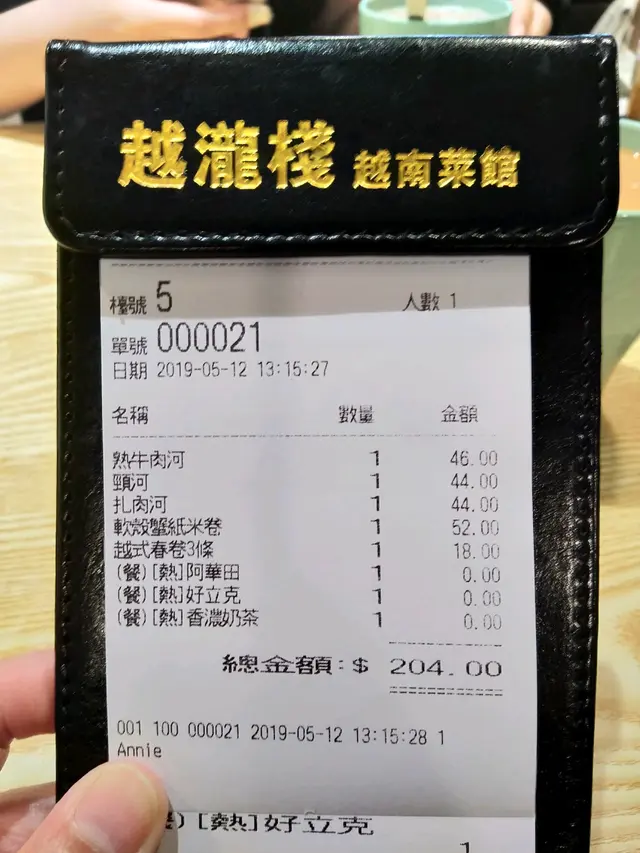 越瀧棧 越南菜館
檯號 5 人數 1
單號 000021
日期 2019-05-12 13:15:27
名稱 數量 金額
熟牛肉河 1 46.00
頸河 1 44.00
扎肉河 1 44.00
軟殼蟹紙米卷 1 52.00
越式春卷3條 1 18.00
(餐)[熱]阿華田 1 0.00
(餐)[熱]好立克 1 0.00
(餐)[熱]香濃奶茶 1 0.00
總金額:$ 204.00
001 100 000021 2019-05-12 13:15:28 1
Annie
)[熱]好立克
1